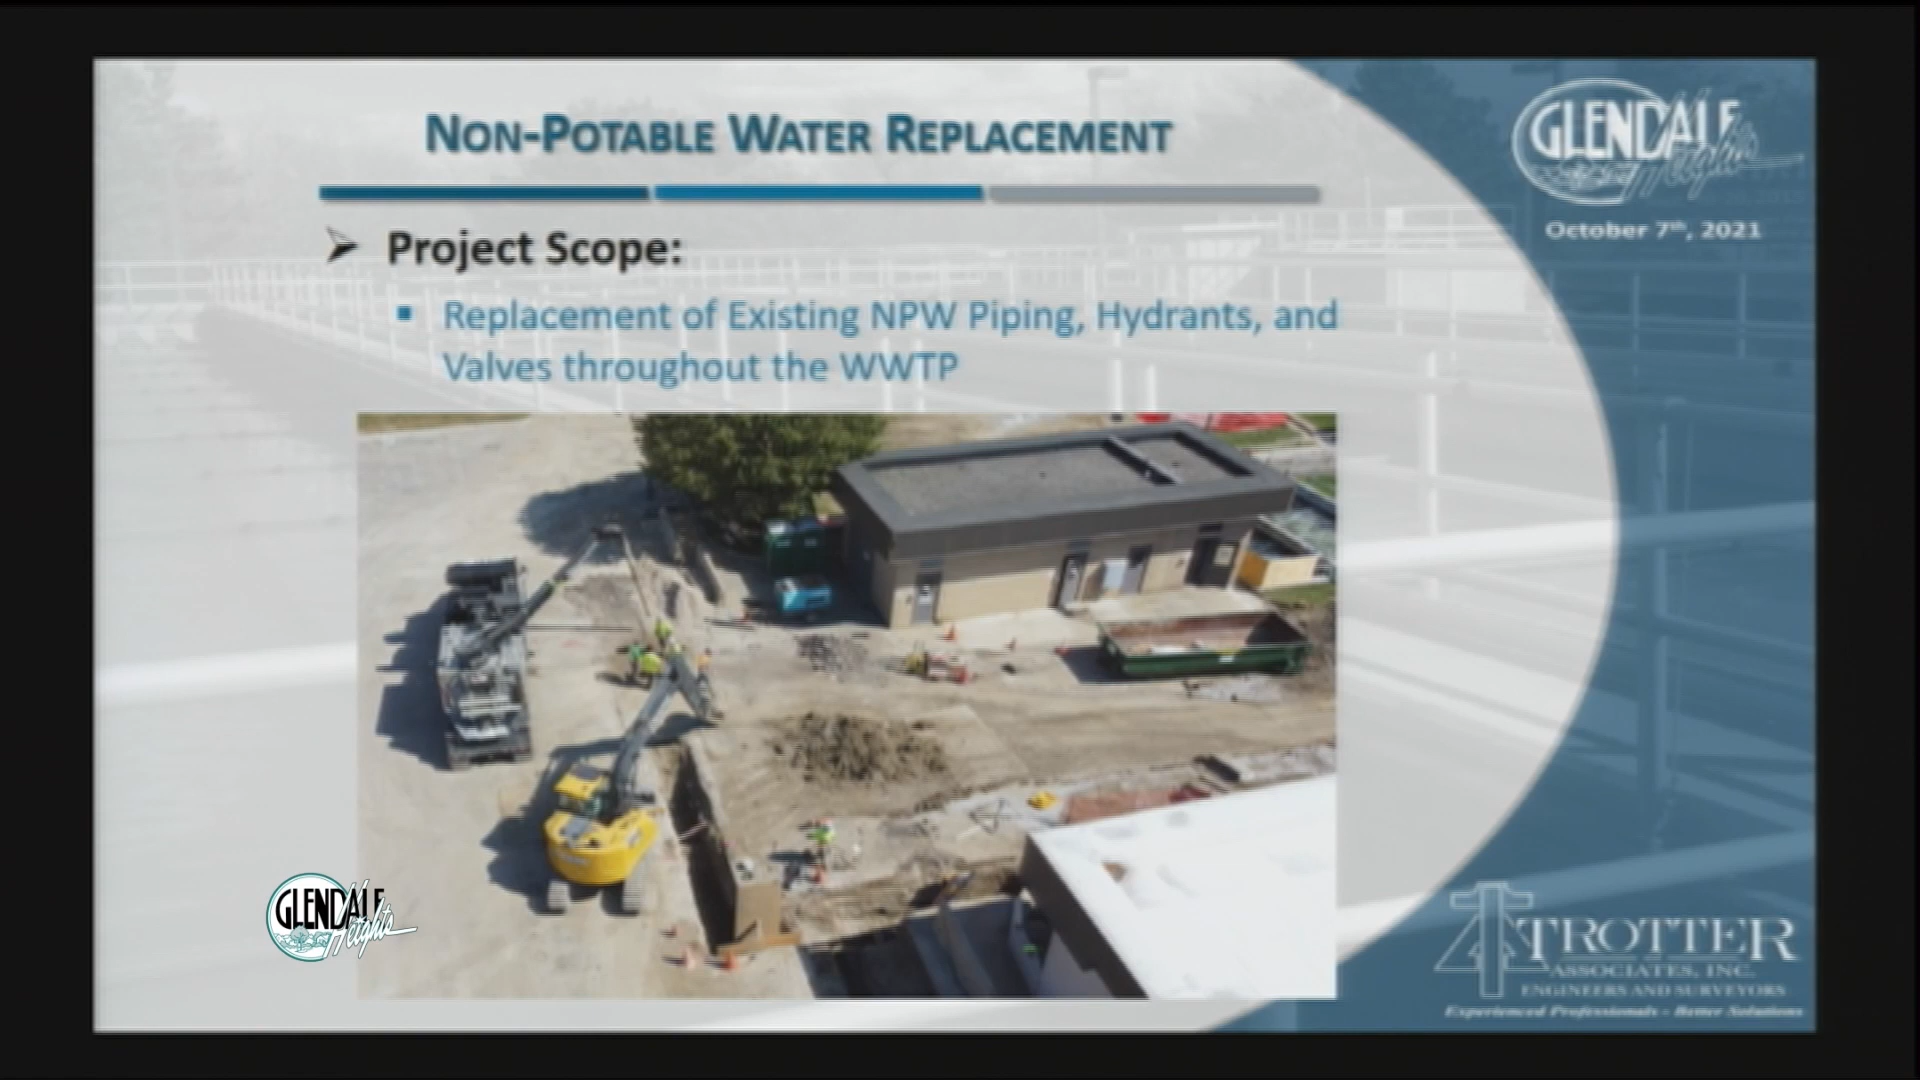 NON-POTABLE WATER REPLACEMENT
GLENDALE
Heights
October 7th, 2021
Project Scope:
Replacement of Existing NPW Piping, Hydrants, and
Valves throughout the WWTP
GLENDALE
Heights
TROTTER
ASSOCIATES, INC.
ENGINEERS AND SURVEYORS
Experienced Professionals - Better Solutions